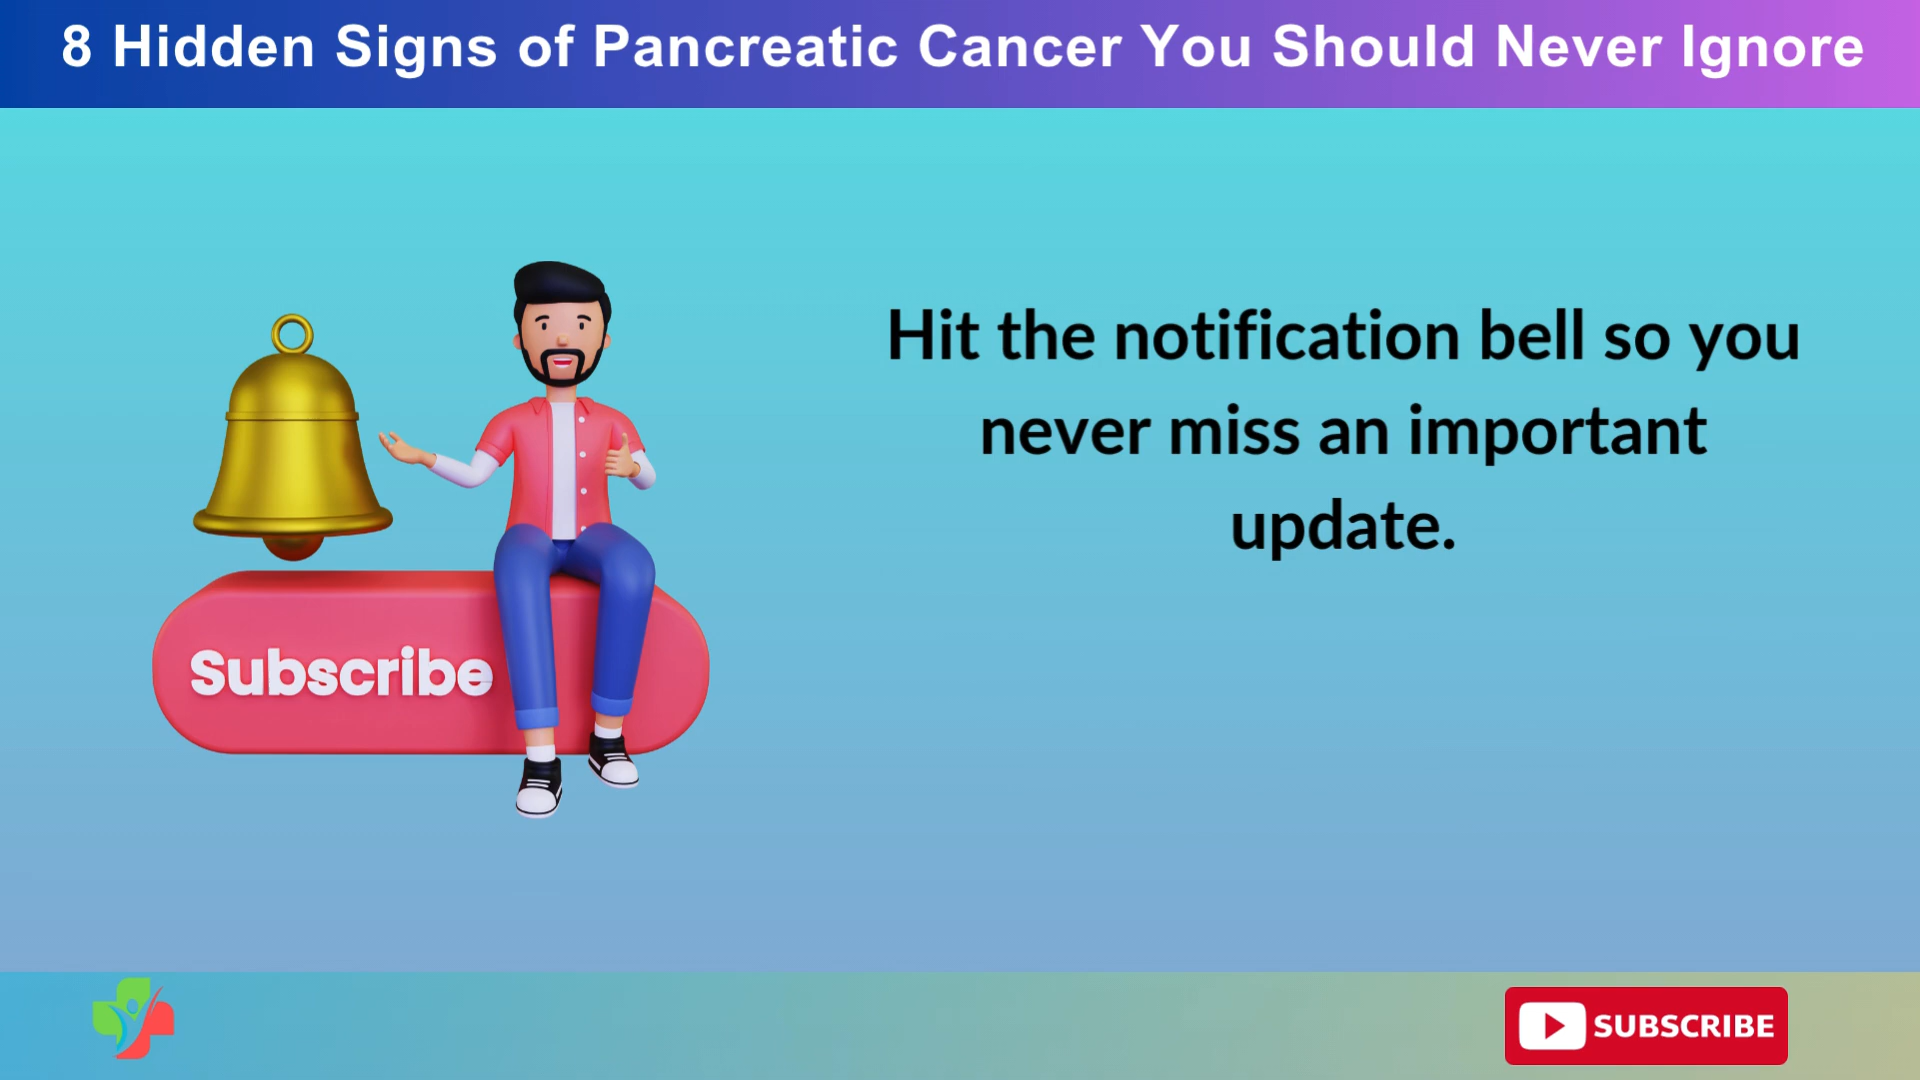 8 Hidden Signs of Pancreatic Cancer You Should Never Ignore
Hit the notification bell so you
never miss an important
update.
Subscribe
SUBSCRIBE